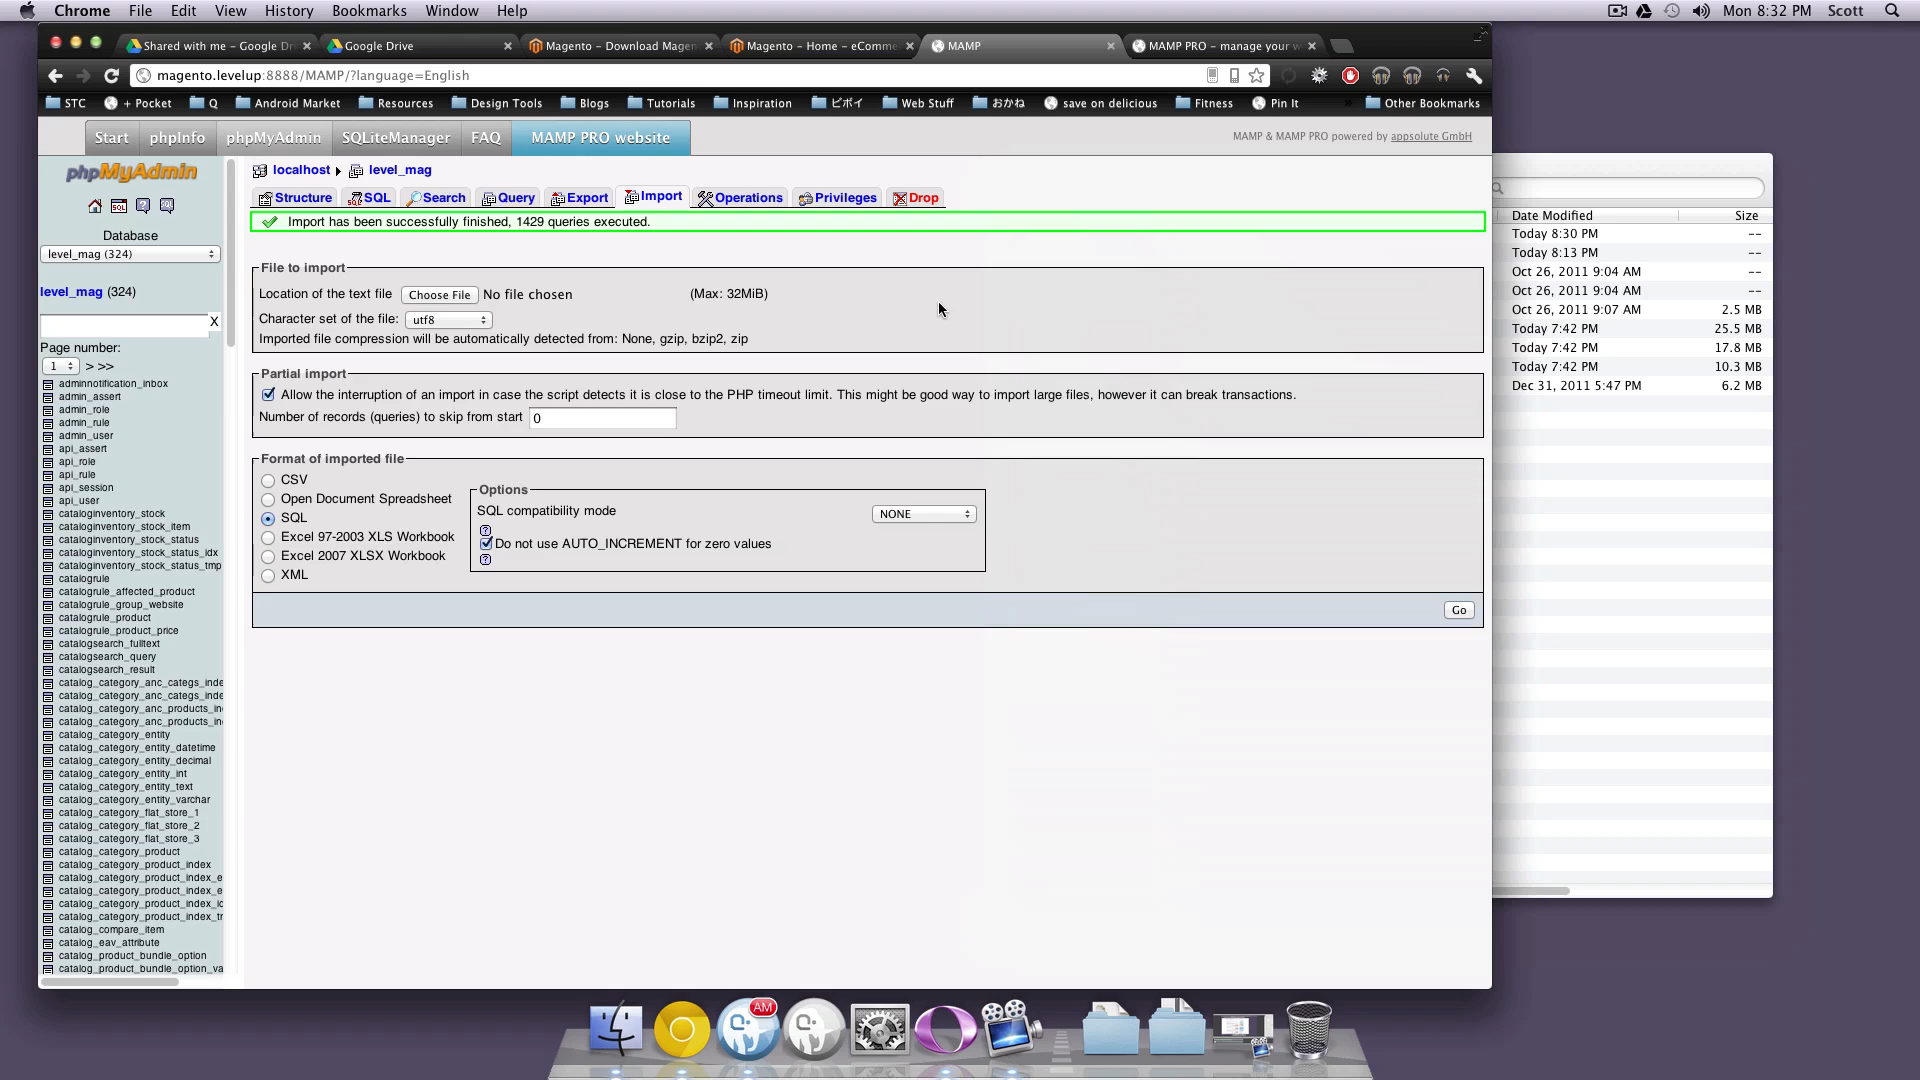 Chrome File Edit View History Bookmarks Window Help Mon 8:32 PM Scott
Shared with me – Google Dr
Google Drive
Magento – Download Magen
Magento – Home – eComme
MAMP
MAMP PRO – manage your w
magento.levelup:8888/MAMP/?language=English
STC + Pocket Q Android Market Resources Design Tools Blogs Tutorials Inspiration ビボイ Web Stuff おかね save on delicious Fitness Pin It » Other Bookmarks
Start phpInfo phpMyAdmin SQLiteManager FAQ MAMP PRO website
MAMP & MAMP PRO powered by appsolute GmbH
phpMyAdmin
Database
level_mag (324)
level_mag (324)
X
Page number:
1 > >>
adminnotification_inbox
admin_assert
admin_role
admin_rule
admin_user
api_assert
api_role
api_rule
api_session
api_user
cataloginventory_stock
cataloginventory_stock_item
cataloginventory_stock_status
cataloginventory_stock_status_idx
cataloginventory_stock_status_tmp
catalogrule
catalogrule_affected_product
catalogrule_group_website
catalogrule_product
catalogrule_product_price
catalogsearch_fulltext
catalogsearch_query
catalogsearch_result
catalog_category_anc_categs_inde
catalog_category_anc_categs_inde
catalog_category_anc_products_in
catalog_category_anc_products_in
catalog_category_entity
catalog_category_entity_datetime
catalog_category_entity_decimal
catalog_category_entity_int
catalog_category_entity_text
catalog_category_entity_varchar
catalog_category_flat_store_1
catalog_category_flat_store_2
catalog_category_flat_store_3
catalog_category_product
catalog_category_product_index
catalog_category_product_index_e
catalog_category_product_index_e
catalog_category_product_index_ic
catalog_category_product_index_tr
catalog_compare_item
catalog_eav_attribute
catalog_product_bundle_option
catalog_product_bundle_option_va
localhost level_mag
Structure SQL Search Query Export Import Operations Privileges Drop
Import has been successfully finished, 1429 queries executed.
File to import
Location of the text file Choose File No file chosen (Max: 32MiB)
Character set of the file: utf8
Imported file compression will be automatically detected from: None, gzip, bzip2, zip
Partial import
Allow the interruption of an import in case the script detects it is close to the PHP timeout limit. This might be good way to import large files, however it can break transactions.
Number of records (queries) to skip from start 0
Format of imported file
CSV
Open Document Spreadsheet
SQL
Excel 97-2003 XLS Workbook
Excel 2007 XLSX Workbook
XML
Options
SQL compatibility mode NONE
Do not use AUTO_INCREMENT for zero values
Go
Date Modified Size
Today 8:30 PM --
Today 8:13 PM --
Oct 26, 2011 9:04 AM --
Oct 26, 2011 9:04 AM --
Oct 26, 2011 9:07 AM 2.5 MB
Today 7:42 PM 25.5 MB
Today 7:42 PM 17.8 MB
Today 7:42 PM 10.3 MB
Dec 31, 2011 5:47 PM 6.2 MB
AM